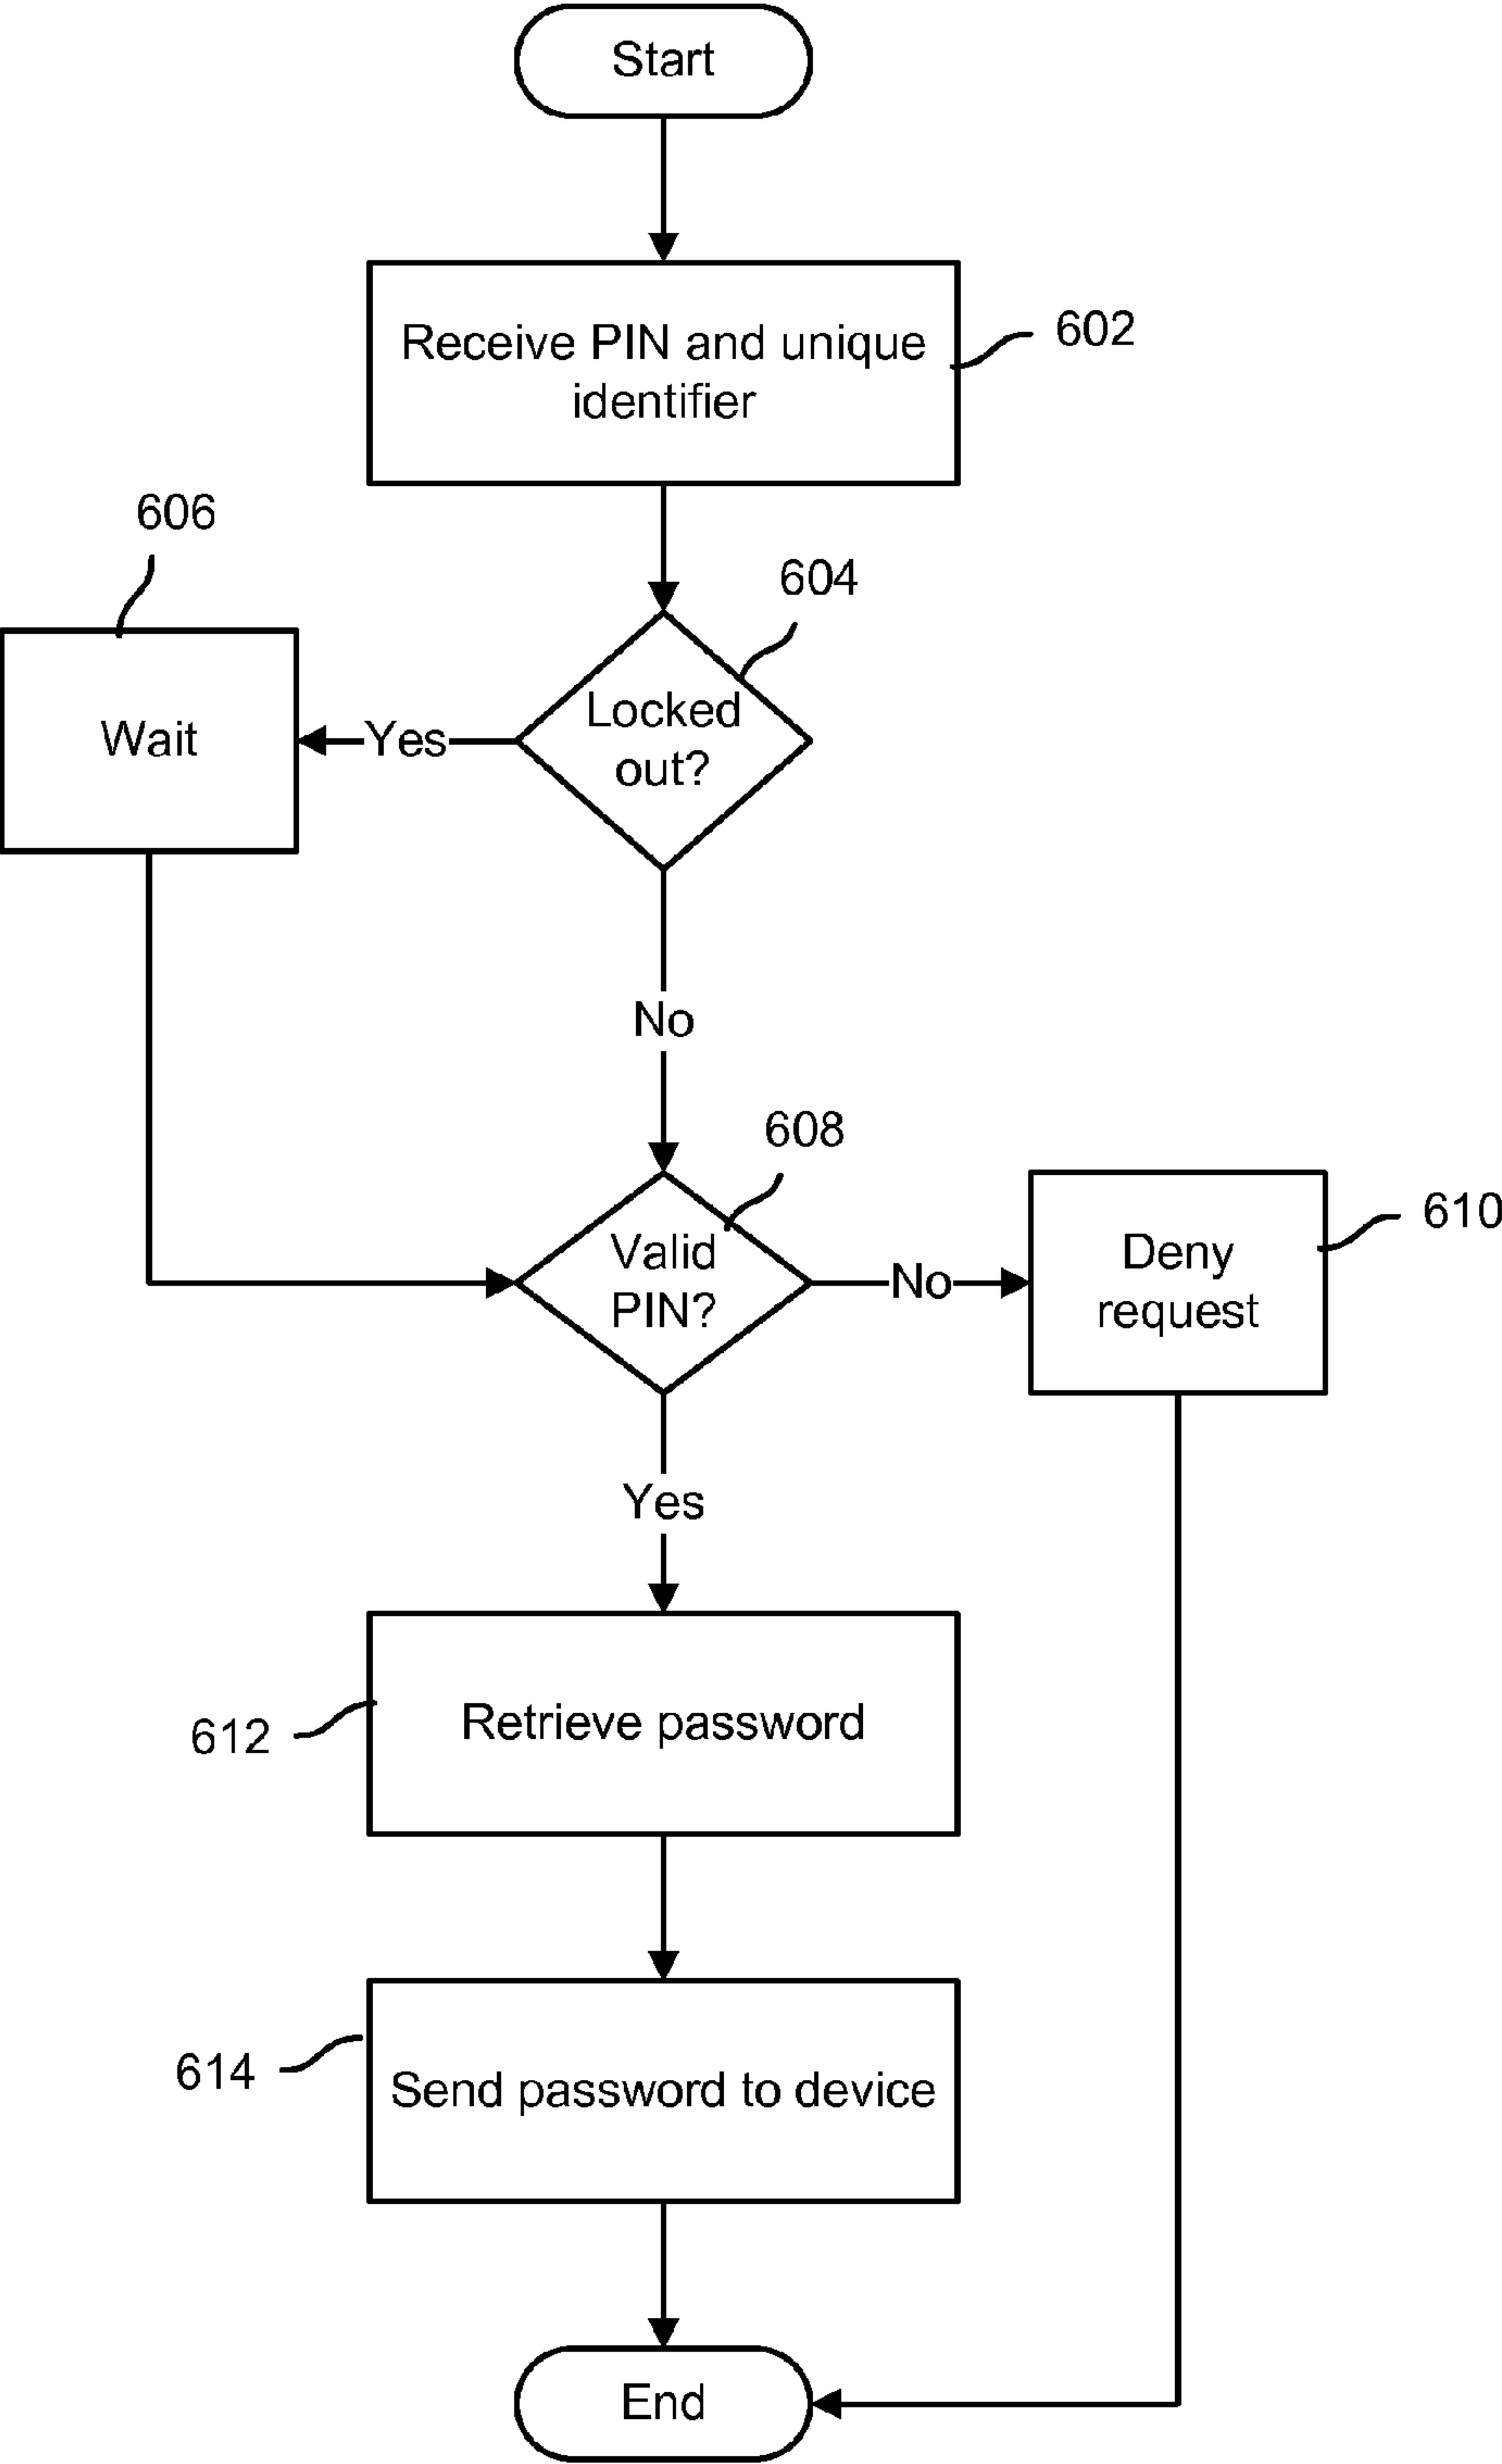 Start
Receive PIN and unique
identifier
602
606
604
Wait
Yes
Locked
out?
No
608
Valid
PIN?
No
Deny
request
610
Yes
612
Retrieve password
614
Send password to device
End